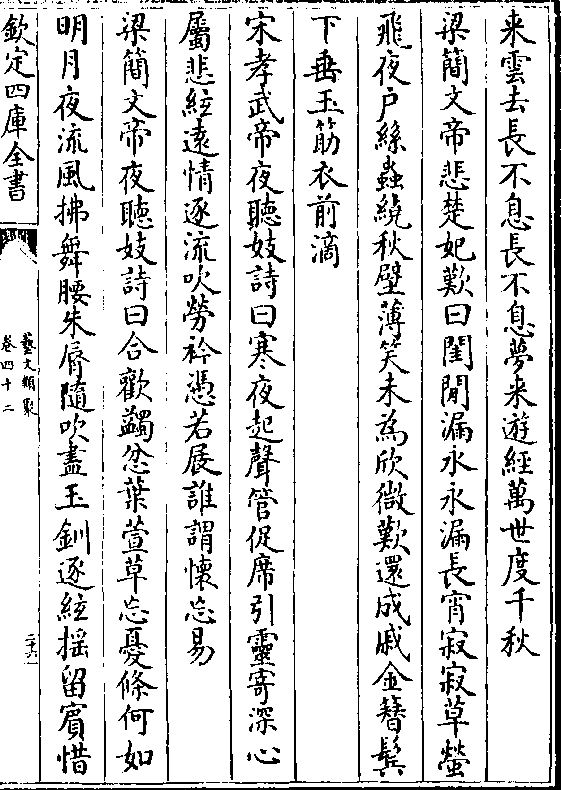 来雲去長不息長不息夢来遊經萬世度千秋
梁簡文帝悲楚妃歎曰閨閒漏永永漏長宵寂寂草螢
飛夜户絲蟲繞秋壁薄笑未為欣微歎還成戚金簪鬓
下垂玉筋衣前滴
宋孝武帝夜聽妓詩曰寒夜起聲管促席引靈寄深心
屬悲絃遠情逐流吹勞衿憑若展誰謂懷忘易
梁簡文帝夜聽妓詩曰合歡蠲忿葉萱草忘憂條何如
明月夜流風拂舞腰朱唇隨吹盡玉釧逐絃摇留賓惜
欽定四庫全書
藝文類聚
卷四十二
二十六